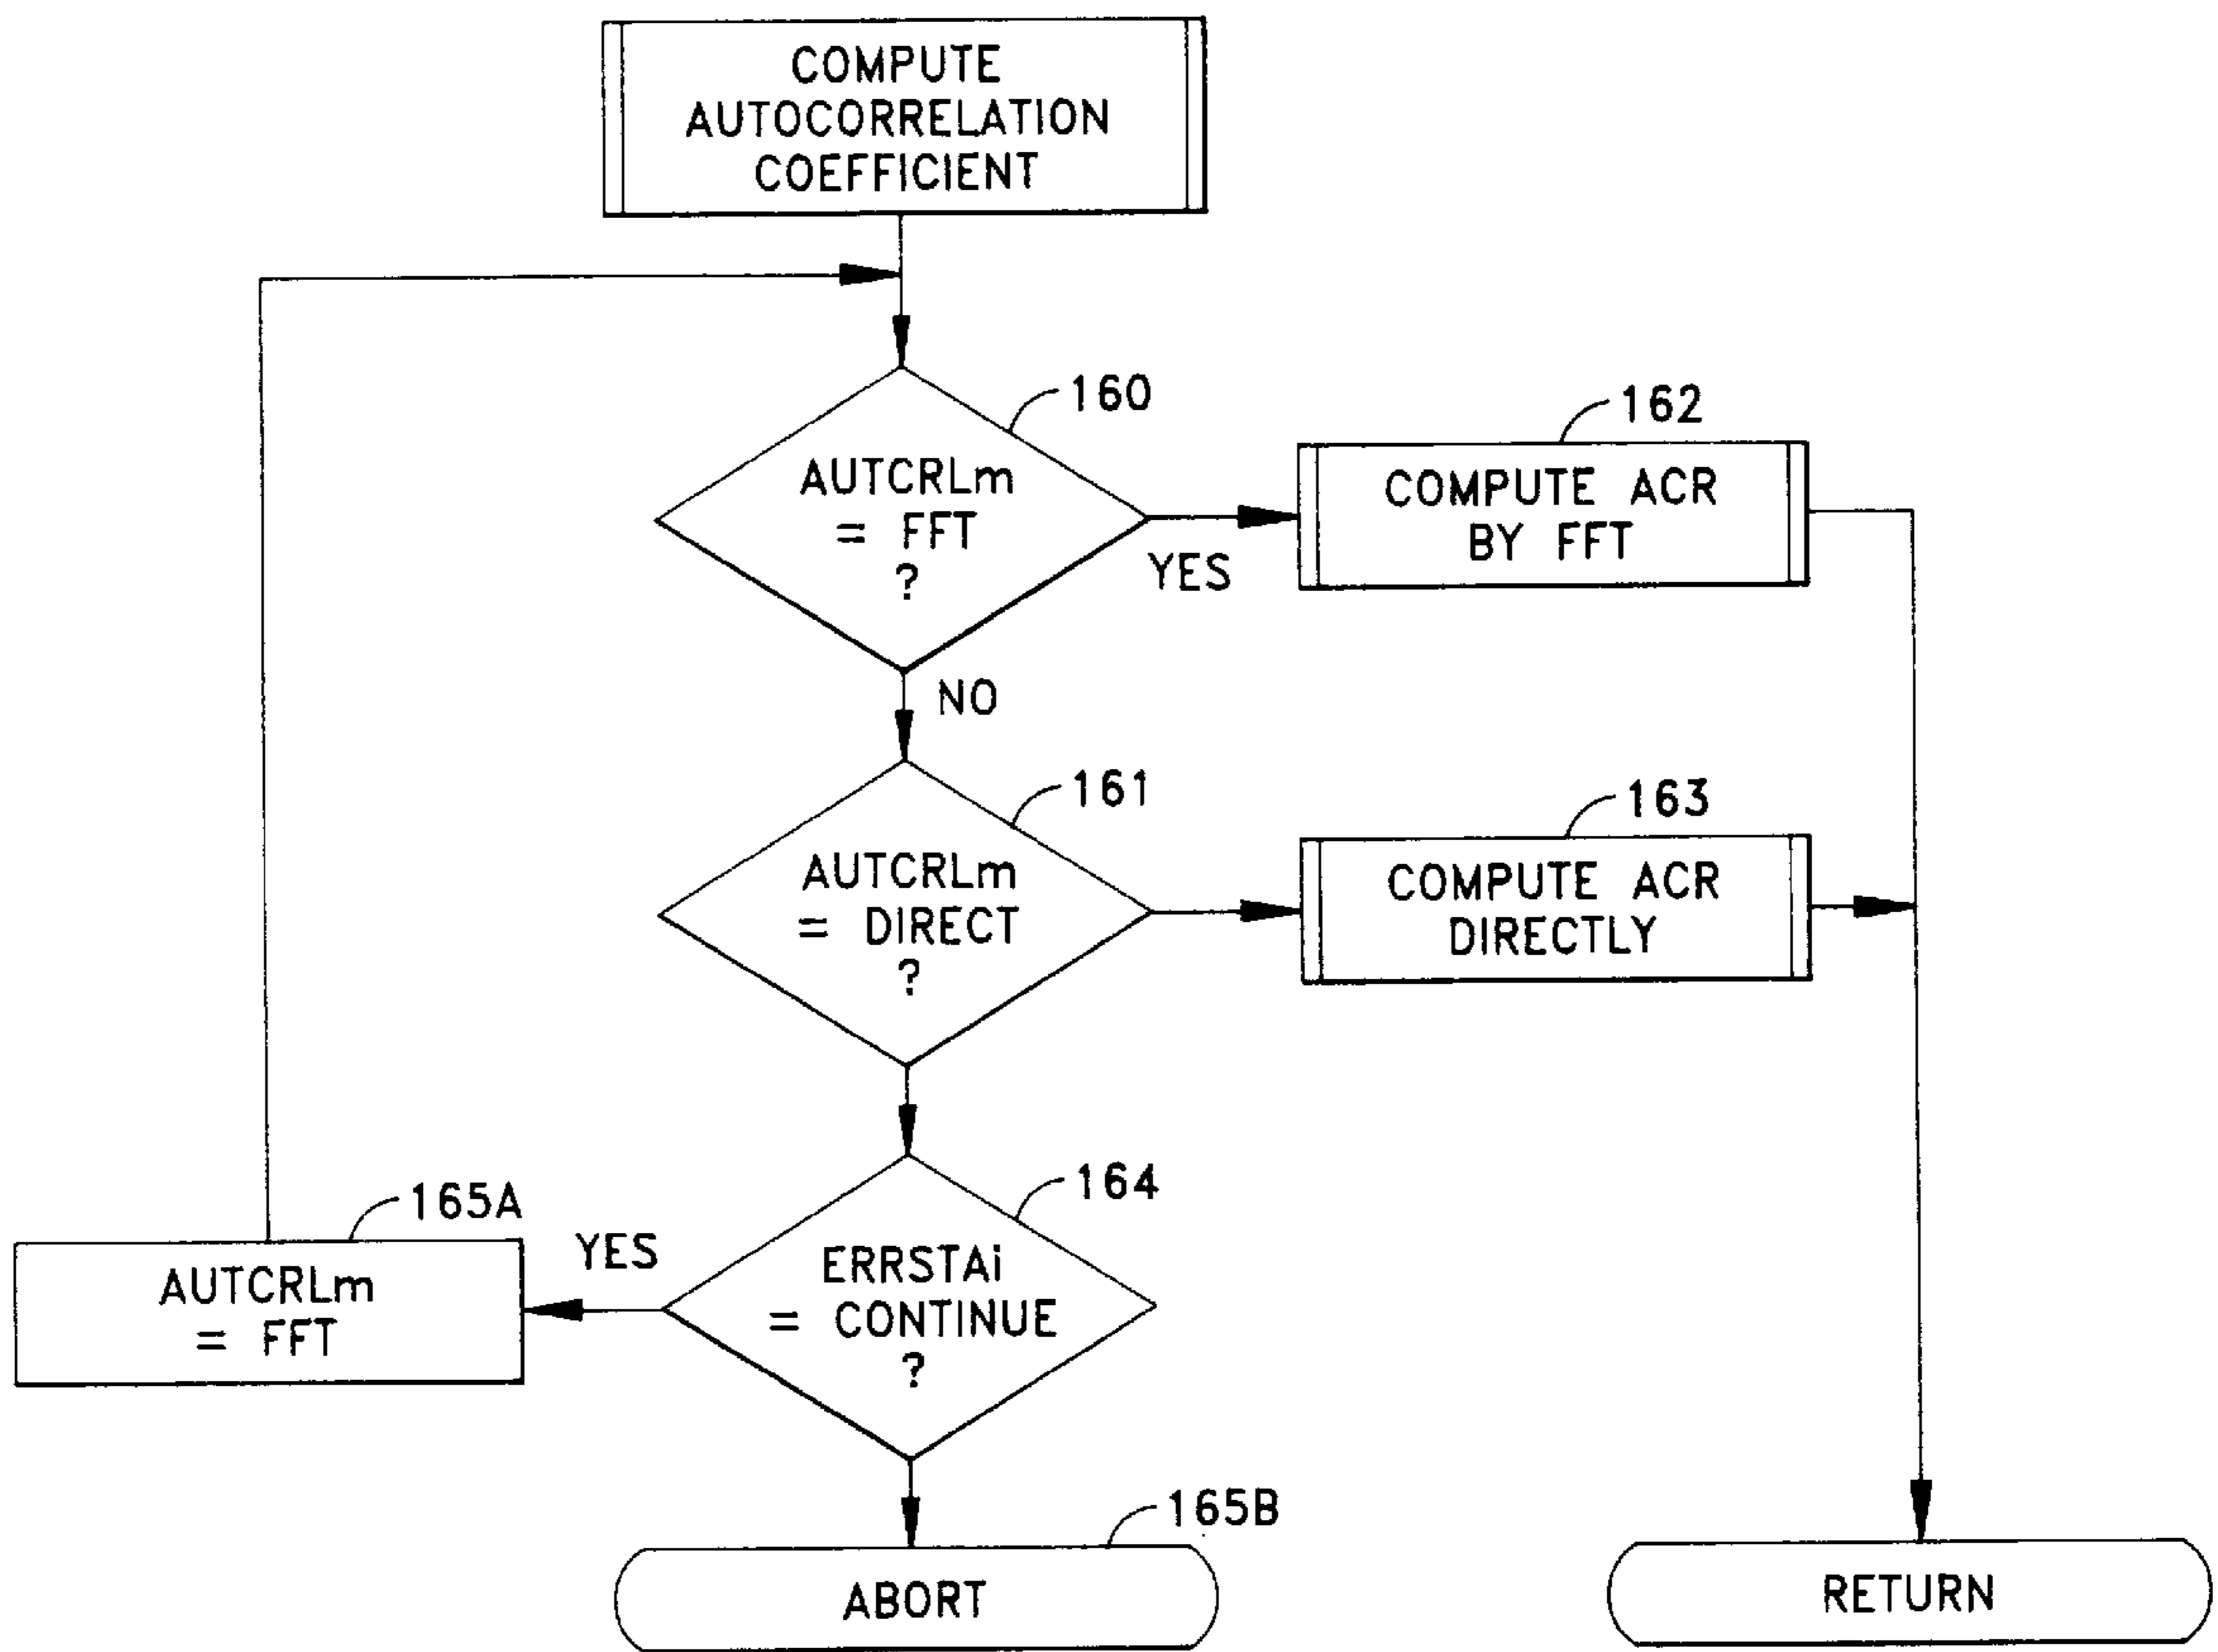 COMPUTE
AUTOCORRELATION
COEFFICIENT
160
AUTCRLm
= FFT
?
YES
162
COMPUTE ACR
BY FFT
NO
161
AUTCRLm
= DIRECT
?
163
COMPUTE ACR
DIRECTLY
164
ERRSTAi
= CONTINUE
?
YES
165A
AUTCRLm
= FFT
165B
ABORT
RETURN